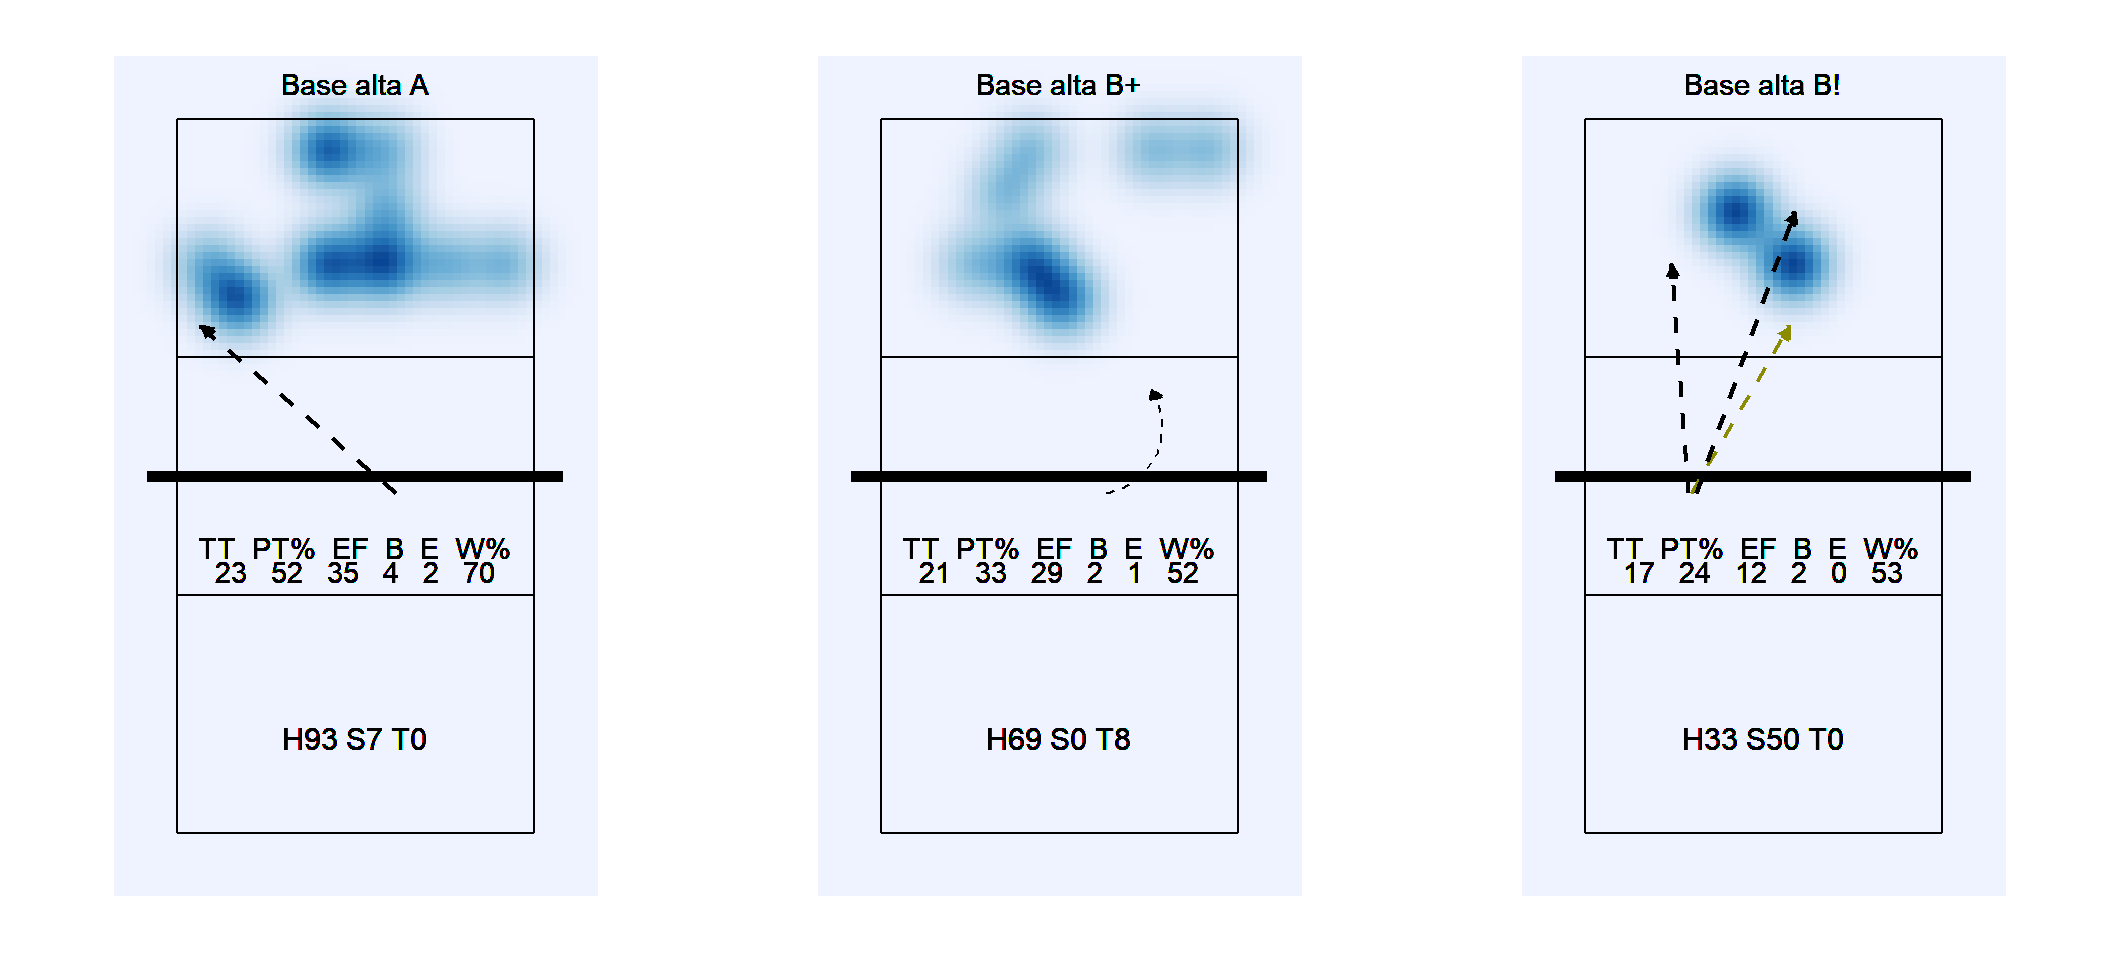 Base alta A
TT PT% EF B E W%
23 52 35 4 2 70
H93 S7 T0
Base alta B+
TT PT% EF B E W%
21 33 29 2 1 52
H69 S0 T8
Base alta B!
TT PT% EF B E W%
17 24 12 2 0 53
H33 S50 T0